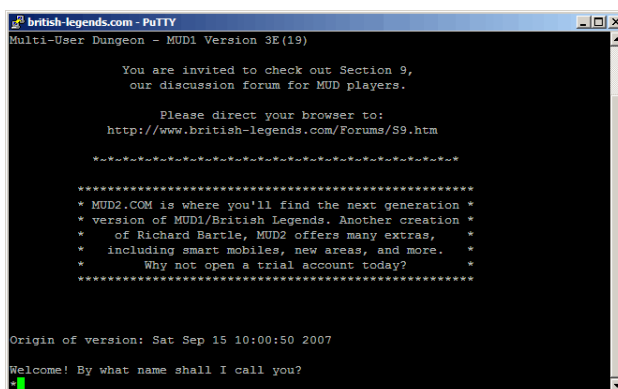 british-legends.com - PuTTY
Multi-User Dungeon - MUD1 Version 3E(19)
You are invited to check out Section 9,
our discussion forum for MUD players.
Please direct your browser to:
http://www.british-legends.com/Forums/S9.htm
*~*~*~*~*~*~*~*~*~*~*~*~*~*~*~*~*~*~*~*~*~*~*~*
***************************************************
* MUD2.COM is where you'll find the next generation *
* version of MUD1/British Legends. Another creation *
* of Richard Bartle, MUD2 offers many extras, *
* including smart mobiles, new areas, and more. *
* Why not open a trial account today? *
***************************************************
Origin of version: Sat Sep 15 10:00:50 2007
Welcome! By what name shall I call you?
*